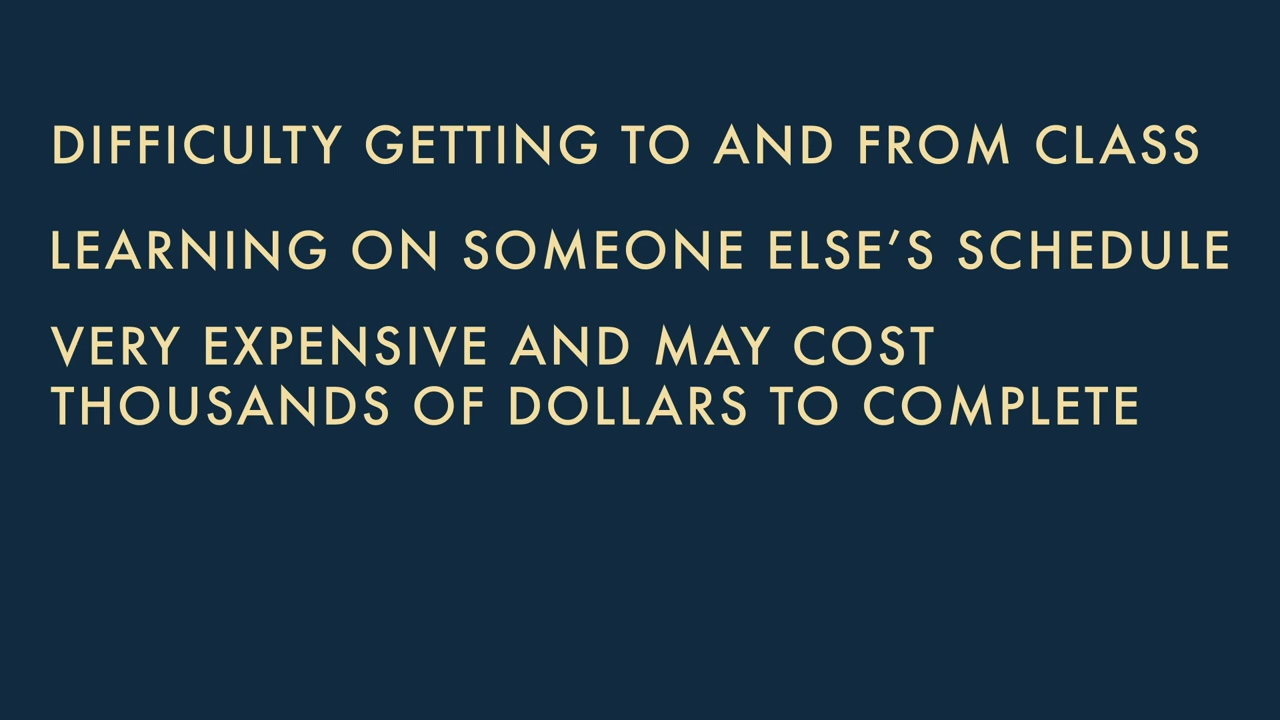 DIFFICULTY GETTING TO AND FROM CLASS
LEARNING ON SOMEONE ELSE’S SCHEDULE
VERY EXPENSIVE AND MAY COST
THOUSANDS OF DOLLARS TO COMPLETE